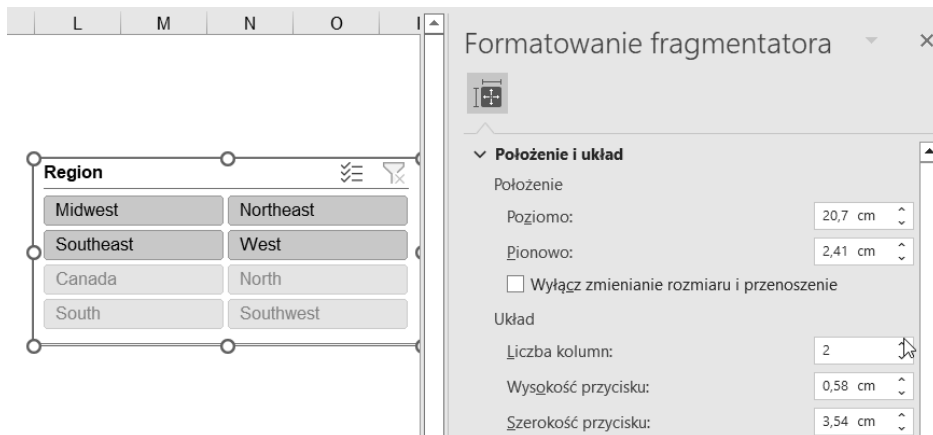 L M N O
Formatowanie fragmentatora
Położenie i układ
Położenie
Poziomo: 20,7 cm
Pionowo: 2,41 cm
Wyłącz zmienianie rozmiaru i przenoszenie
Układ
Liczba kolumn: 2
Wysokość przycisku: 0,58 cm
Szerokość przycisku: 3,54 cm
Region
Midwest Northeast
Southeast West
Canada North
South Southwest